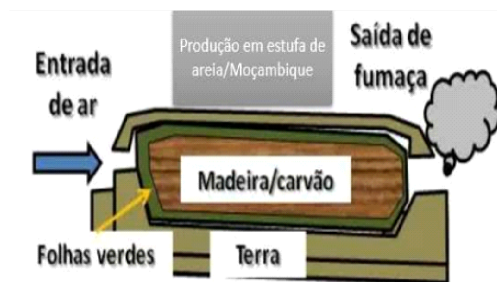 Produção em estufa de
areia/Moçambique
Saída de
fumaça
Entrada
de ar
Madeira/carvão
Folhas verdes
Terra